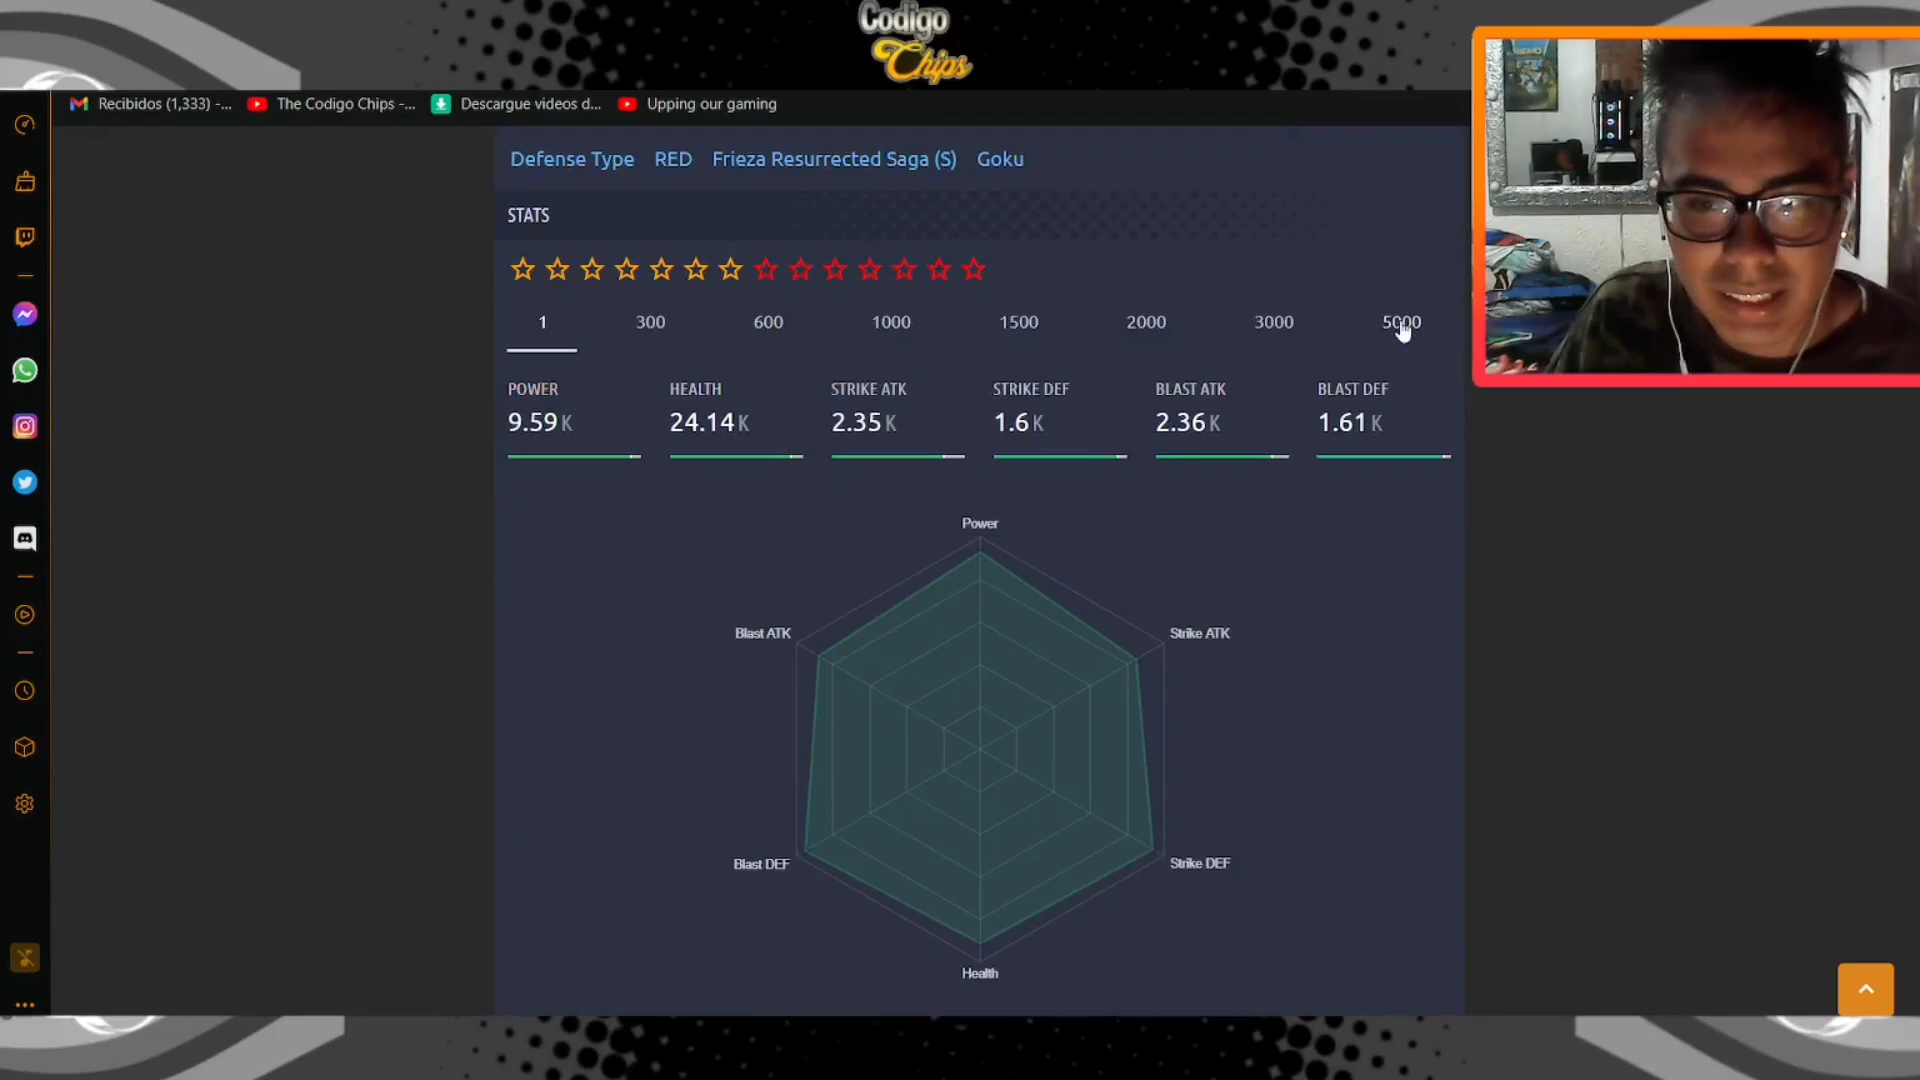 Codigo
Chips
Recibidos (1,333) -... The Codigo Chips -... Descargue videos d... Upping our gaming
Defense Type RED Frieza Resurrected Saga (S) Goku
STATS
1 300 600 1000 1500 2000 3000 5000
POWER HEALTH STRIKE ATK STRIKE DEF BLAST ATK BLAST DEF
9.59 K 24.14 K 2.35 K 1.6 K 2.36 K 1.61 K
Power
Blast ATK Strike ATK
Blast DEF Strike DEF
Health